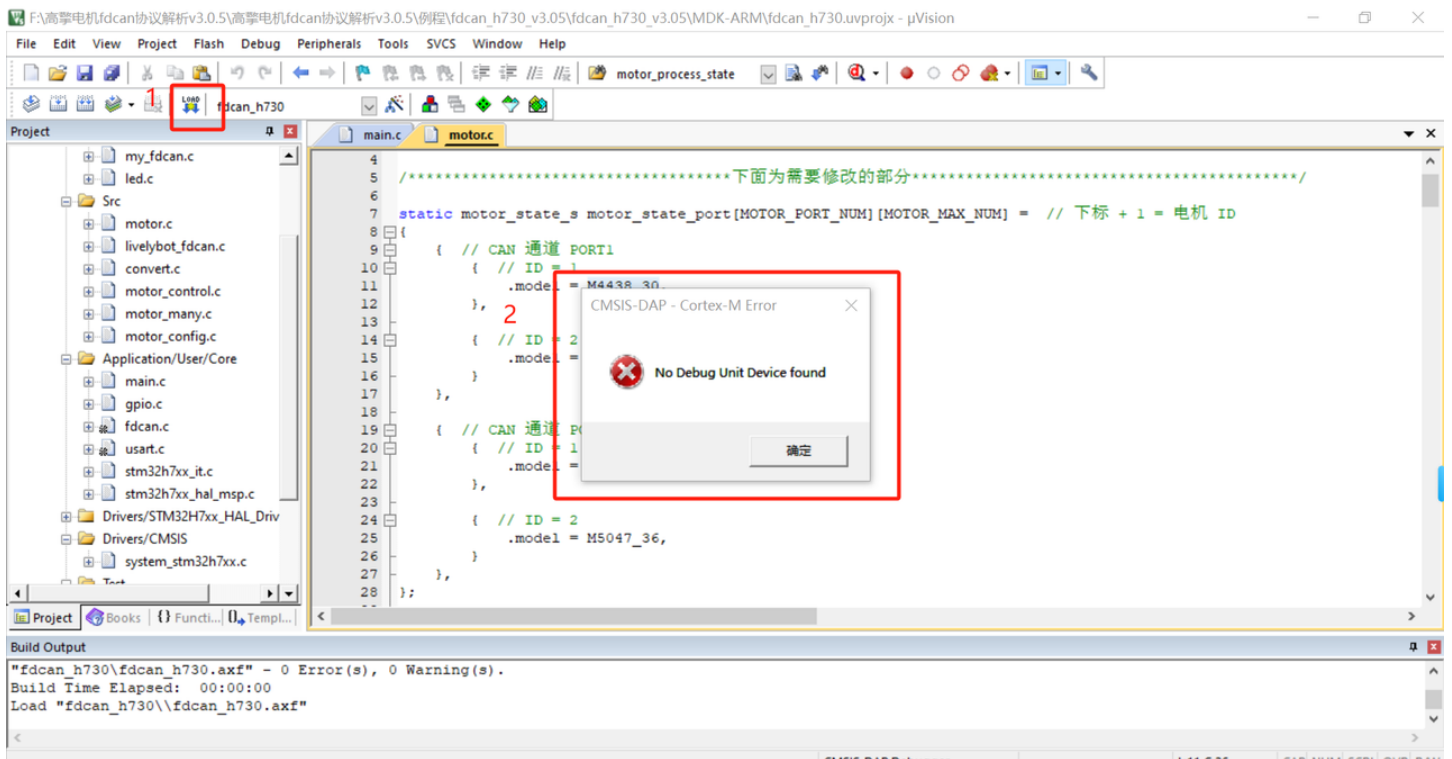 F:\高擎电机fdcan协议解析v3.0.5\高擎电机fdcan协议解析v3.0.5\例程\fdcan_h730_v3.05\fdcan_h730_v3.05\MDK-ARM\fdcan_h730.uvprojx - µVision
File Edit View Project Flash Debug Peripherals Tools SVCS Window Help
motor_process_state
1
LOAD
fdcan_h730
Project
main.c
motor.c
my_fdcan.c
led.c
Src
motor.c
livelybot_fdcan.c
convert.c
motor_control.c
motor_many.c
motor_config.c
Application/User/Core
main.c
gpio.c
fdcan.c
usart.c
stm32h7xx_it.c
stm32h7xx_hal_msp.c
Drivers/STM32H7xx_HAL_Driv
Drivers/CMSIS
system_stm32h7xx.c
Test
Project Books {} Functi... Templ...
4
5 /************************************下面为需要修改的部分*******************************************/
6
7 static motor_state_s motor_state_port[MOTOR_PORT_NUM][MOTOR_MAX_NUM] = // 下标 + 1 = 电机 ID
8 {
9 { // CAN 通道 PORT1
10 { // ID = 1
11 .model = M4438_30,
12 },
13
14 { // ID = 2
15 .model =
16 }
17 },
18
19 { // CAN 通道
20 { // ID = 1
21 .model =
22 },
23
24 { // ID = 2
25 .model = M5047_36,
26 }
27 },
28 };
2
CMSIS-DAP - Cortex-M Error
No Debug Unit Device found
确定
Build Output
"fdcan_h730\fdcan_h730.axf" - 0 Error(s), 0 Warning(s).
Build Time Elapsed: 00:00:00
Load "fdcan_h730\\fdcan_h730.axf"